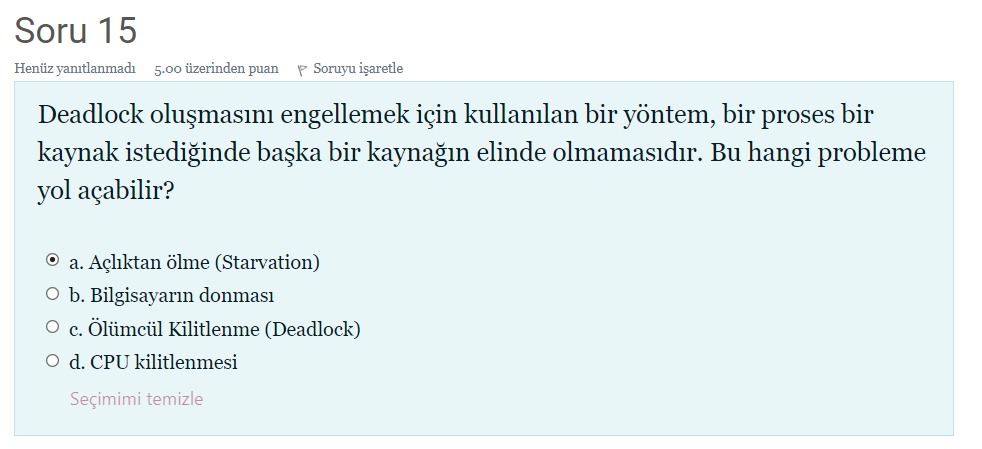 Soru 15
Henüz yanıtlanmadı 5.00 üzerinden puan Soruyu işaretle
Deadlock oluşmasını engellemek için kullanılan bir yöntem, bir proses bir
kaynak istediğinde başka bir kaynağın elinde olmamasıdır. Bu hangi probleme
yol açabilir?
a. Açlıktan ölme (Starvation)
b. Bilgisayarın donması
c. Ölümcül Kilitlenme (Deadlock)
d. CPU kilitlenmesi
Seçimimi temizle